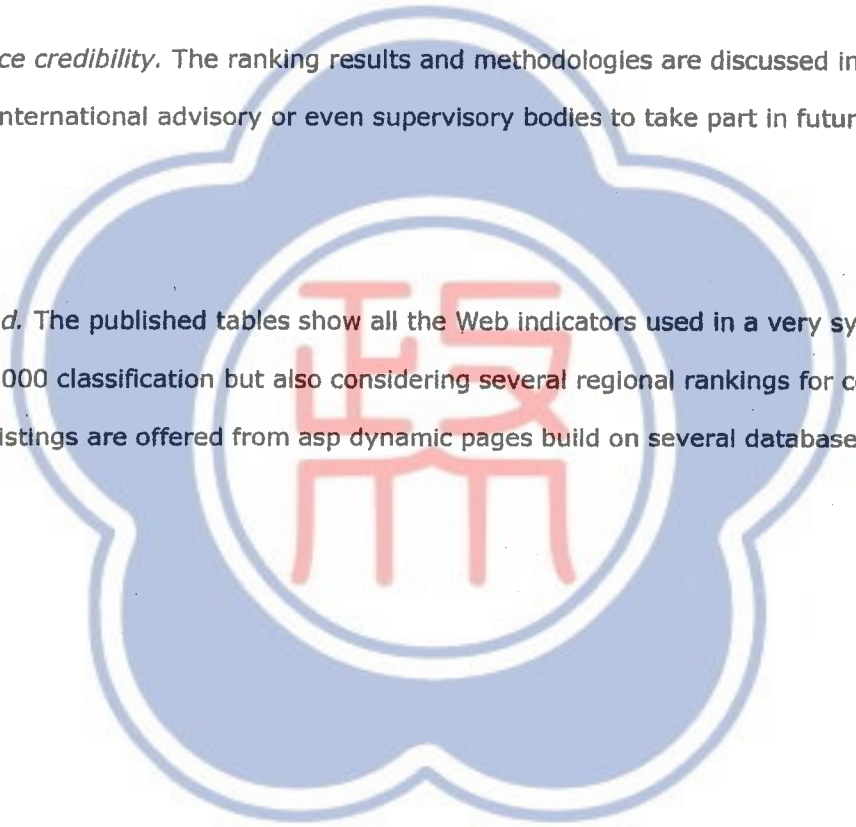 ce credibility. The ranking results and methodologies are discussed in
nternational advisory or even supervisory bodies to take part in futur
d. The published tables show all the Web indicators used in a very sy
000 classification but also considering several regional rankings for c
istings are offered from asp dynamic pages build on several database